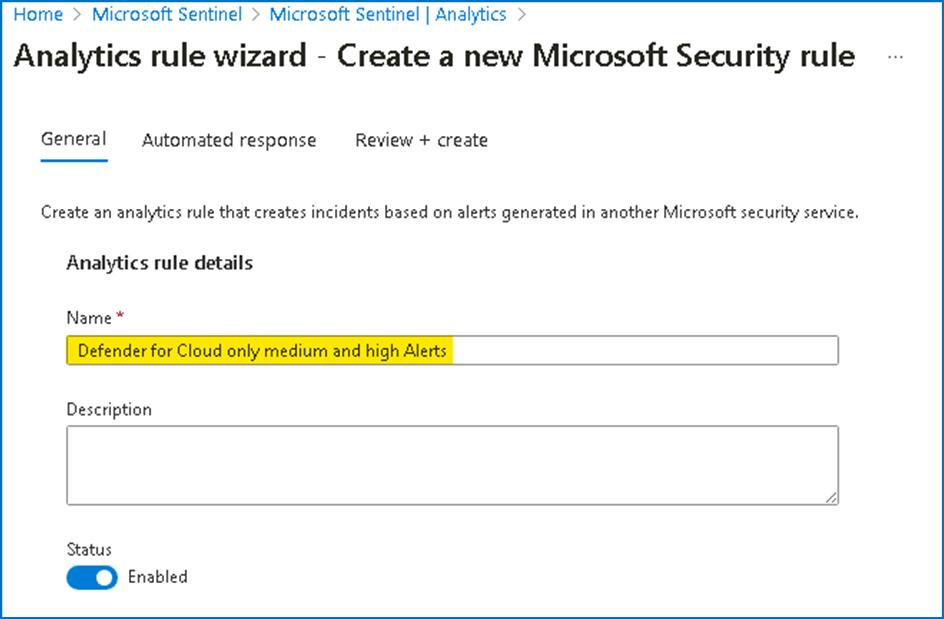 Home > Microsoft Sentinel > Microsoft Sentinel | Analytics >
Analytics rule wizard - Create a new Microsoft Security rule ...
General Automated response Review + create
Create an analytics rule that creates incidents based on alerts generated in another Microsoft security service.
Analytics rule details
Name *
Defender for Cloud only medium and high Alerts
Description
Status
Enabled